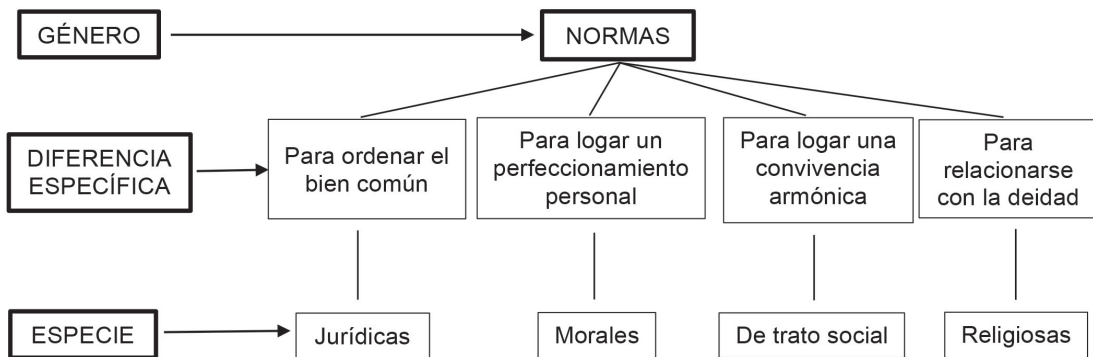 GÉNERO
NORMAS
DIFERENCIA
ESPECÍFICA
Para ordenar el
bien común
Para logar un
perfeccionamiento
personal
Para logar una
convivencia
armónica
Para
relacionarse
con la deidad
ESPECIE
Jurídicas
Morales
De trato social
Religiosas